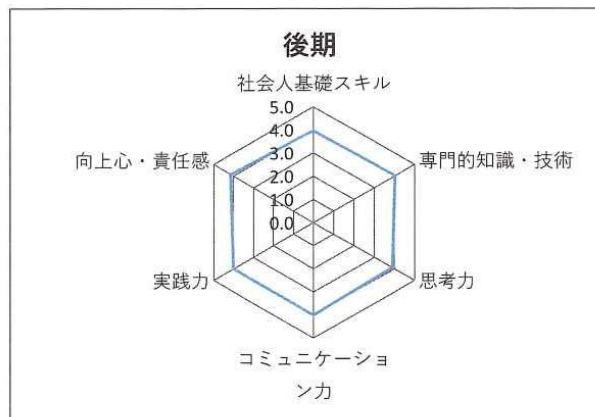 後期
社会人基礎スキル
5.0
4.0
3.0
2.0
1.0
0.0
向上心・責任感
専門的知識・技術
実践力
思考力
コミュニケーショ
ン力